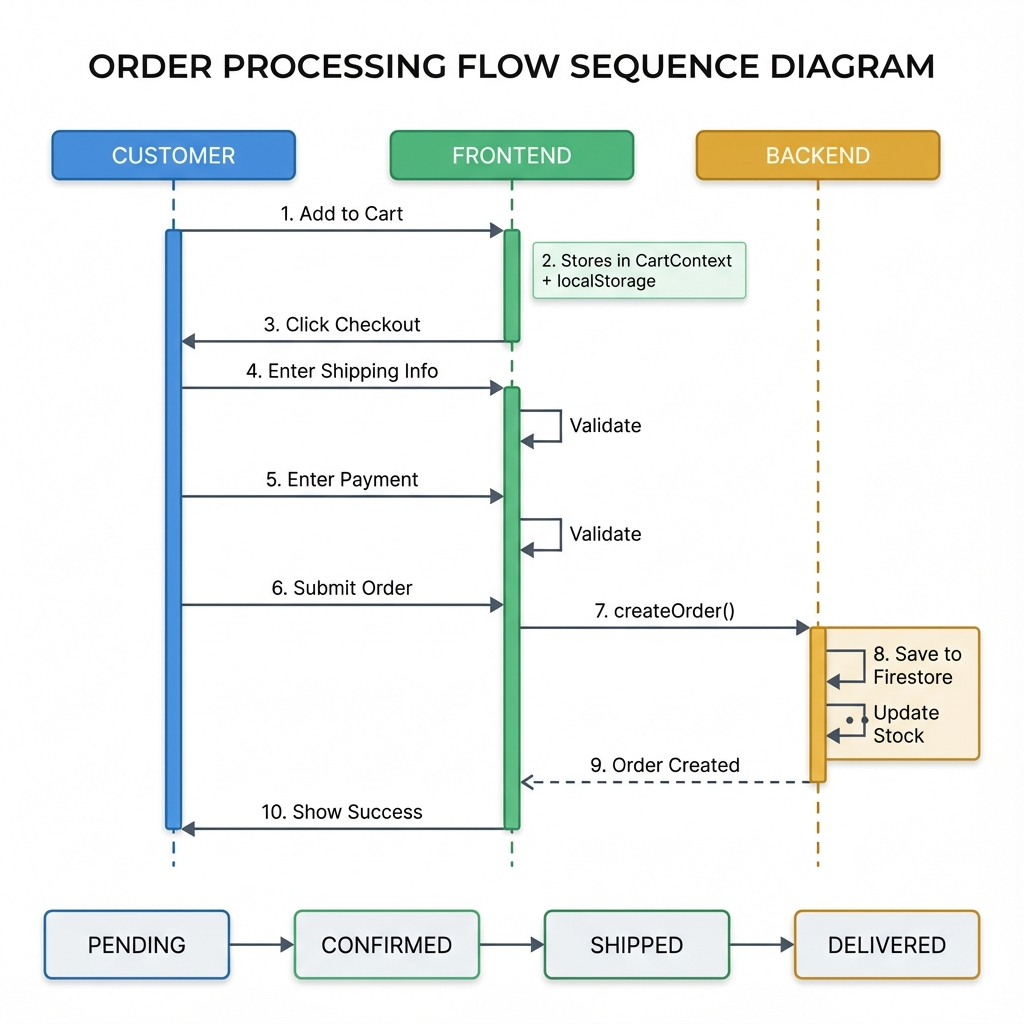 ORDER PROCESSING FLOW SEQUENCE DIAGRAM
CUSTOMER
FRONTEND
BACKEND
1. Add to Cart
2. Stores in CartContext
+ localStorage
3. Click Checkout
4. Enter Shipping Info
Validate
5. Enter Payment
Validate
6. Submit Order
7. createOrder()
8. Save to
Firestore
Update
Stock
9. Order Created
10. Show Success
PENDING
CONFIRMED
SHIPPED
DELIVERED